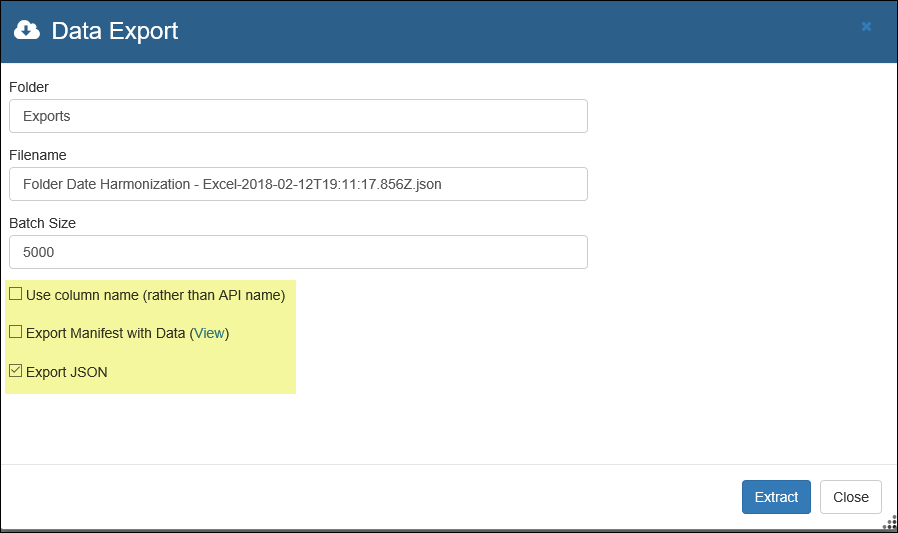 Data Export
Folder
Exports
Filename
Folder Date Harmonization - Excel-2018-02-12T19:11:17.856Z.json
Batch Size
5000
Use column name (rather than API name)
Export Manifest with Data (View)
Export JSON
Extract Close